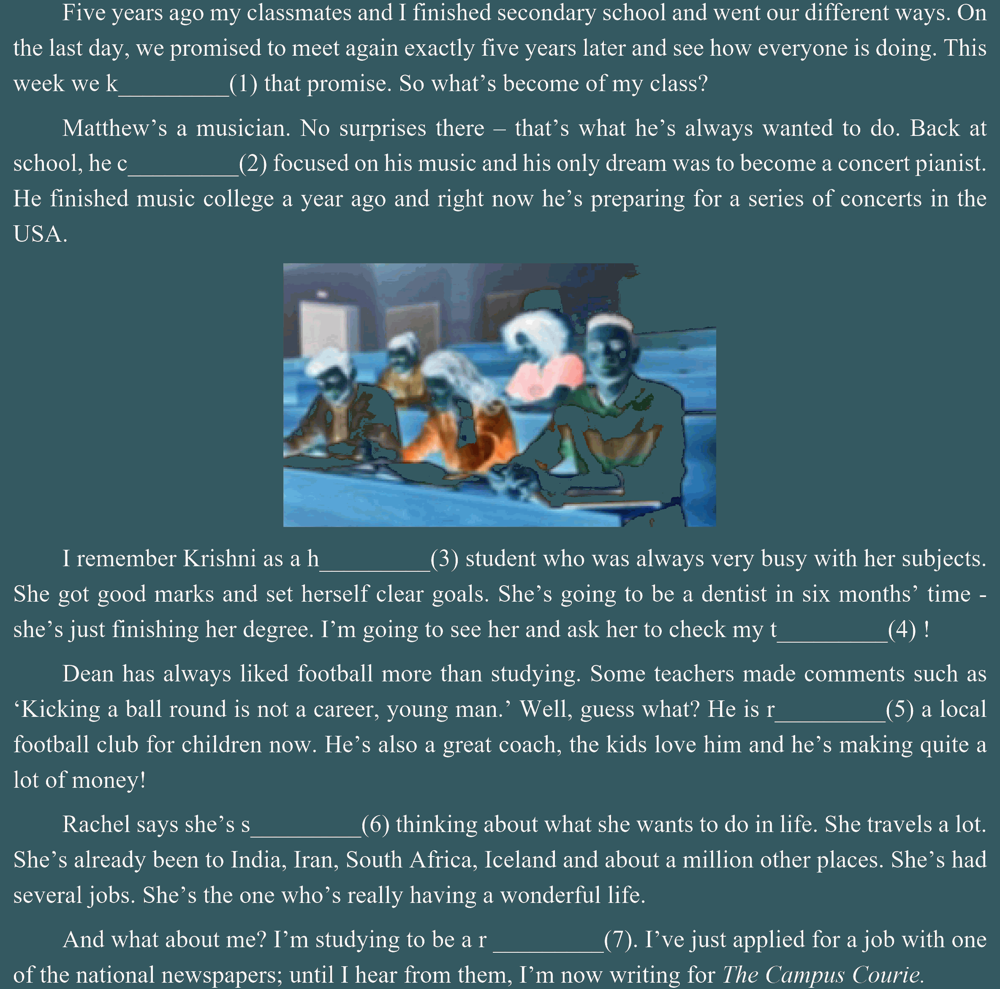 Five years ago my classmates and I finished secondary school and went our different ways. On
the last day, we promised to meet again exactly five years later and see how everyone is doing. This
week we k_________(1) that promise. So what’s become of my class?
Matthew’s a musician. No surprises there – that’s what he’s always wanted to do. Back at
school, he c_________(2) focused on his music and his only dream was to become a concert pianist.
He finished music college a year ago and right now he’s preparing for a series of concerts in the
USA.
I remember Krishni as a h_________(3) student who was always very busy with her subjects.
She got good marks and set herself clear goals. She’s going to be a dentist in six months’ time -
she’s just finishing her degree. I’m going to see her and ask her to check my t_________(4) !
Dean has always liked football more than studying. Some teachers made comments such as
‘Kicking a ball round is not a career, young man.’ Well, guess what? He is r_________(5) a local
football club for children now. He’s also a great coach, the kids love him and he’s making quite a
lot of money!
Rachel says she’s s_________(6) thinking about what she wants to do in life. She travels a lot.
She’s already been to India, Iran, South Africa, Iceland and about a million other places. She’s had
several jobs. She’s the one who’s really having a wonderful life.
And what about me? I’m studying to be a r _________(7). I’ve just applied for a job with one
of the national newspapers; until I hear from them, I’m now writing for The Campus Courie.